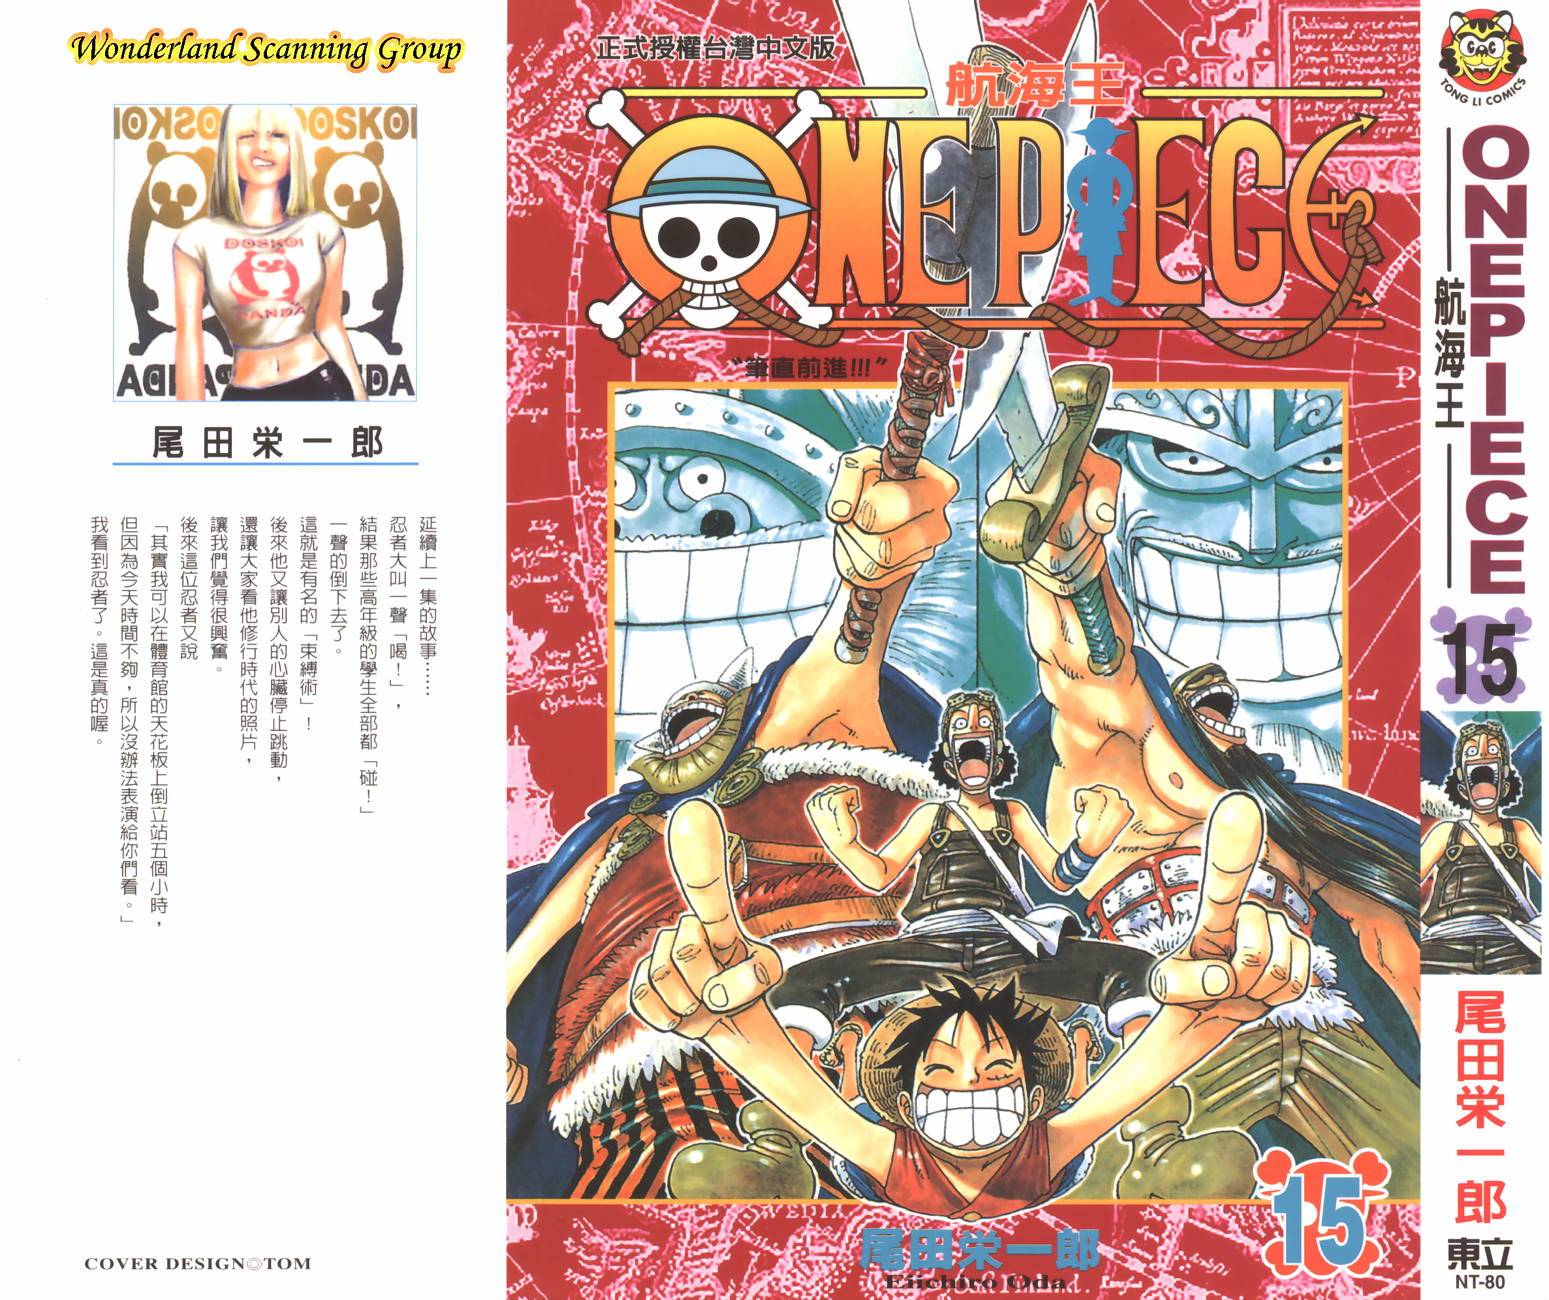 Wonderland Scanning Group
DOSKOI
PANDA
尾田栄一郎
延續上一集的故事……
忍者大叫一聲「喝！」，
結果那些高年級的學生全部都「碰！」
一聲的倒下去了。
這就是有名的「束縛術」！
後來他又讓別人的心臟停止跳動，
還讓大家看他修行時代的照片，
讓我們覺得很興奮。
後來這位忍者又說
「其實我可以在體育館的天花板上倒立站五個小時，
但因為今天時間不夠，所以沒辦法表演給你們看。」
我看到忍者了。這是真的喔。
COVER DESIGN◎TOM
正式授權台灣中文版
航海王
ONE PIECE
"筆直前進!!!"
15
尾田栄一郎
Eiichiro Oda
TONG LI COMICS
ONE PIECE
航海王
15
尾田栄一郎
東立
NT-80